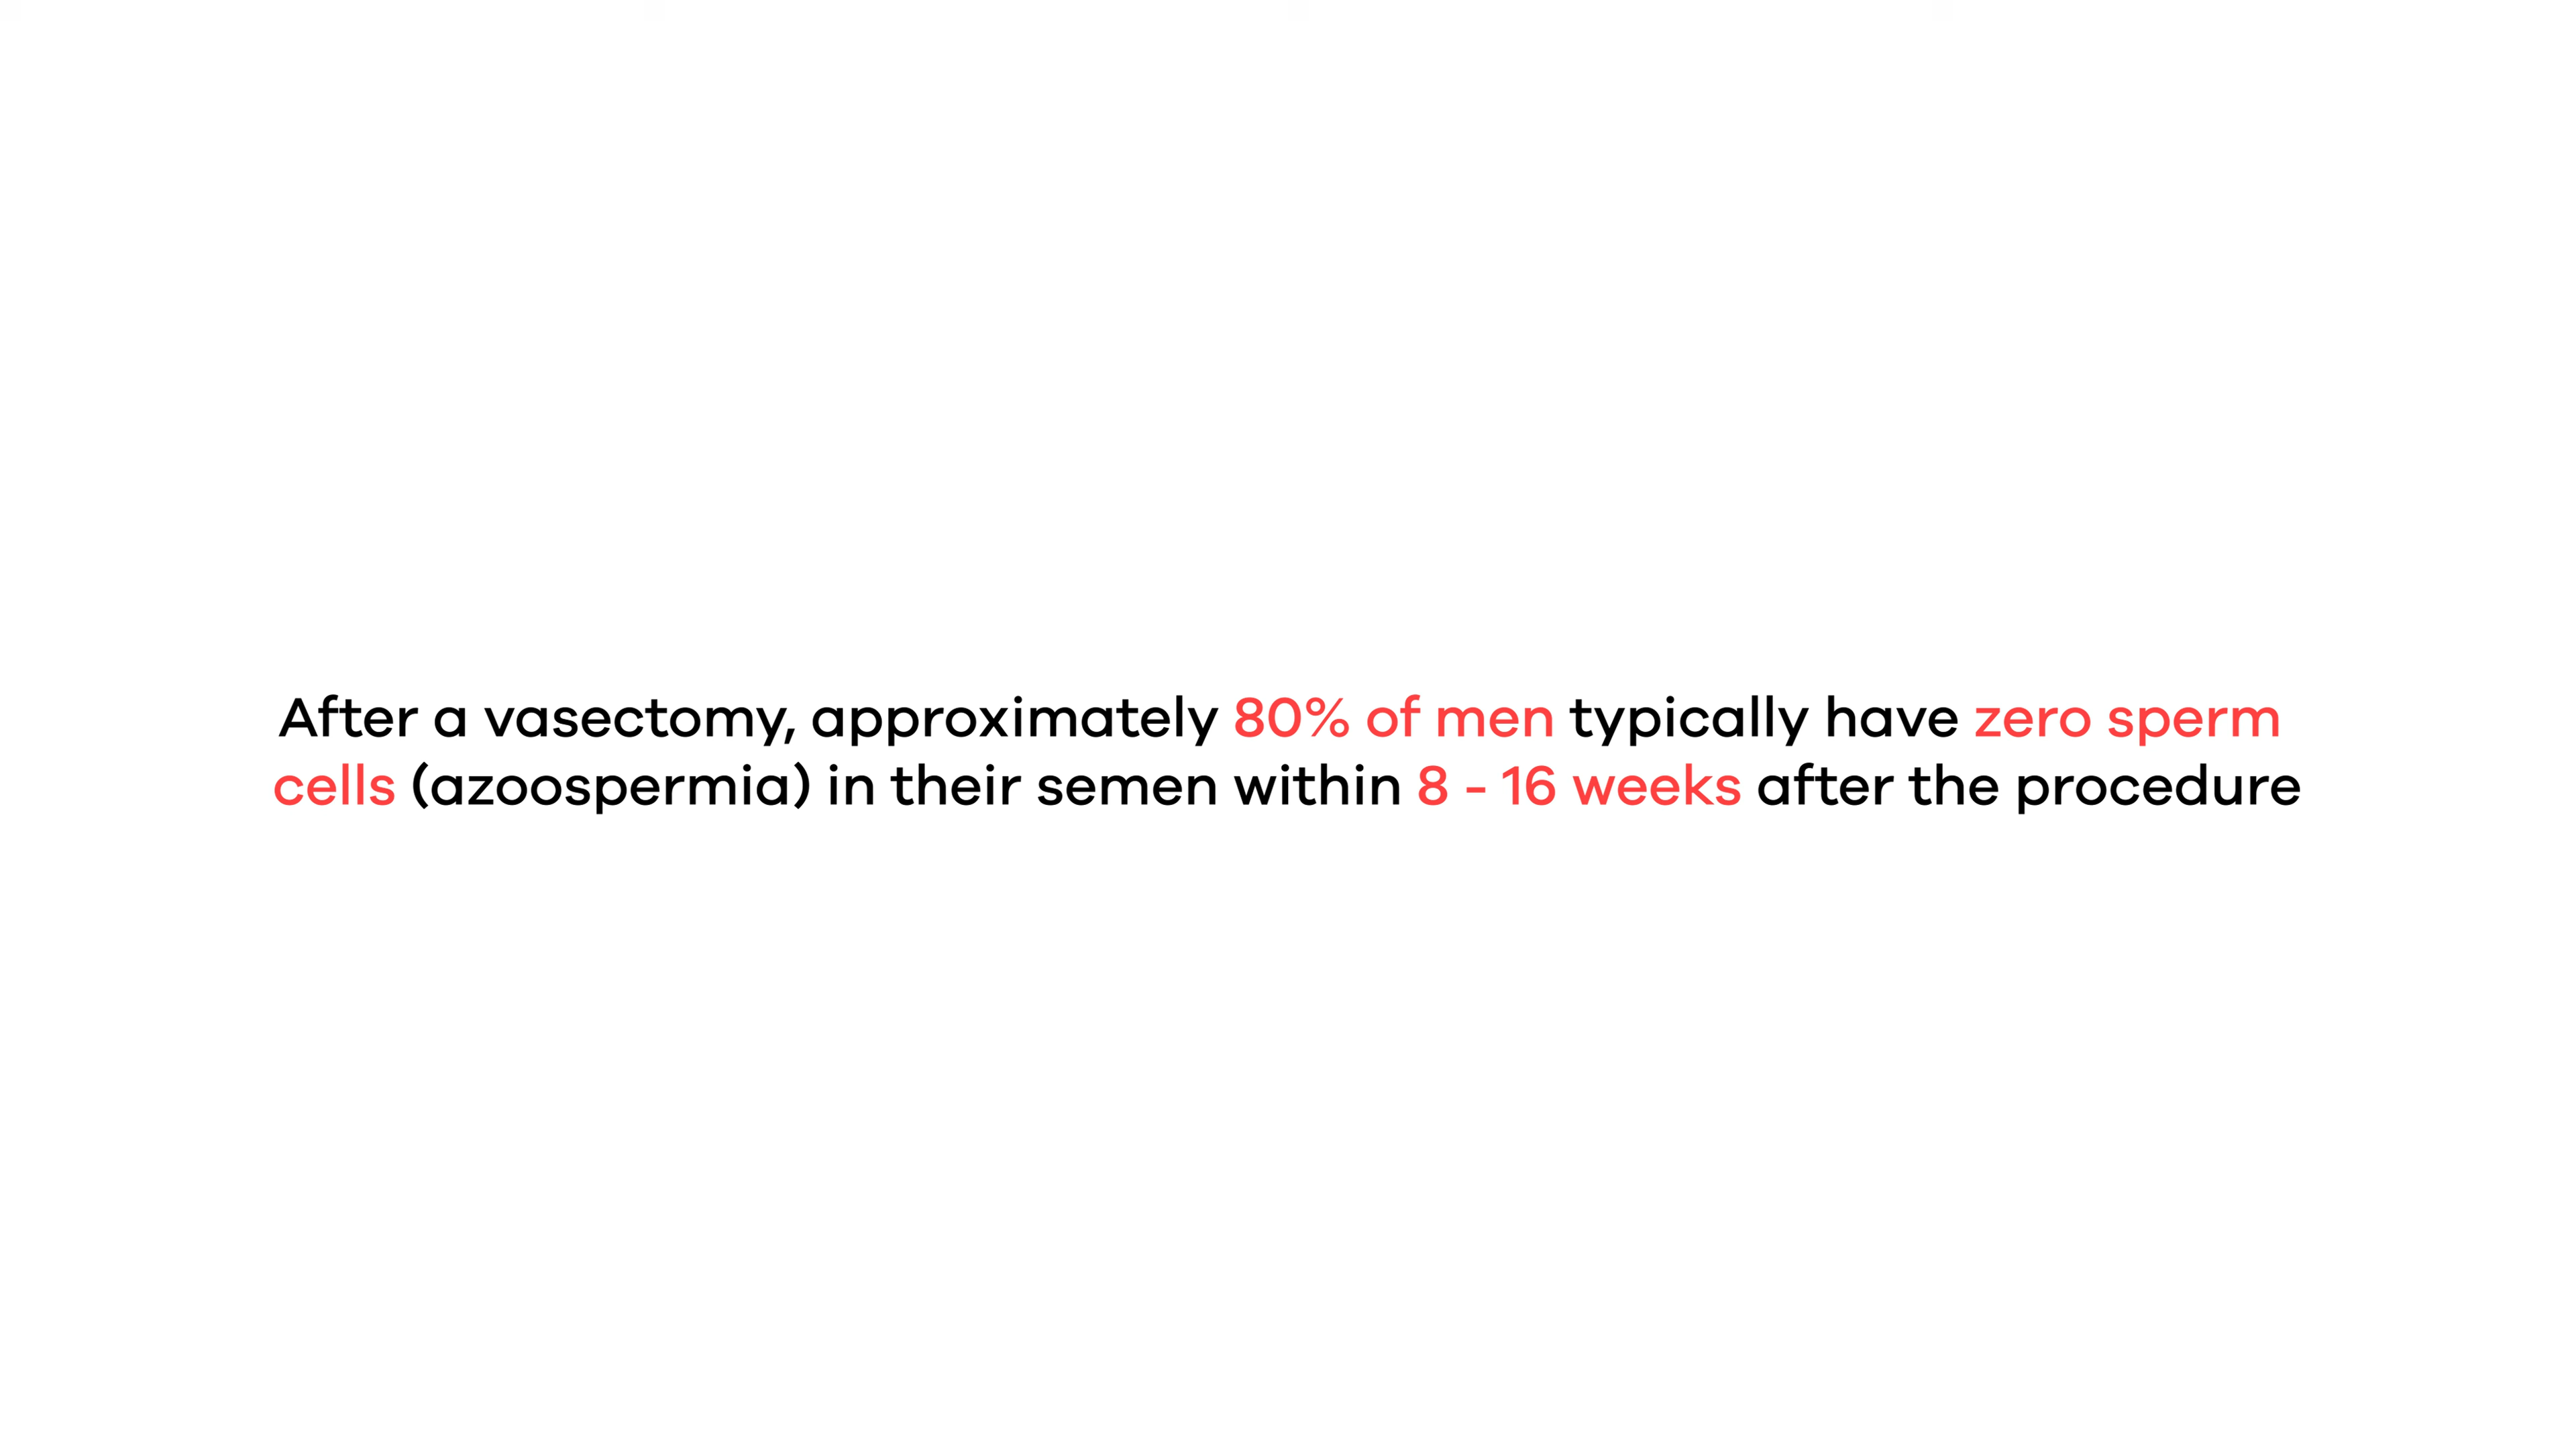 After a vasectomy, approximately 80% of men typically have zero sperm
cells (azoospermia) in their semen within 8 - 16 weeks after the procedure